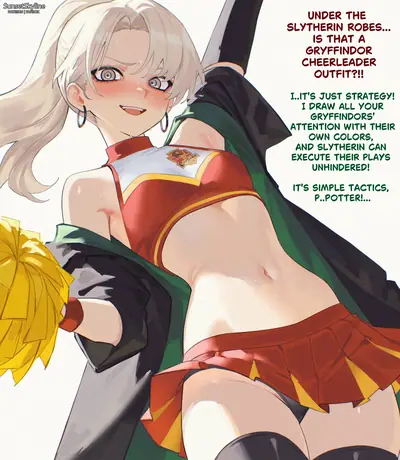 SunsetSkyline
UNDER THE
SLYTHERIN ROBES...
IS THAT A
GRYFFINDOR
CHEERLEADER
OUTFIT?!!
I..IT'S JUST STRATEGY!
I DRAW ALL YOUR
GRYFFINDORS'
ATTENTION WITH THEIR
OWN COLORS,
AND SLYTHERIN CAN
EXECUTE THEIR PLAYS
UNHINDERED!
IT'S SIMPLE TACTICS,
P..POTTER!...